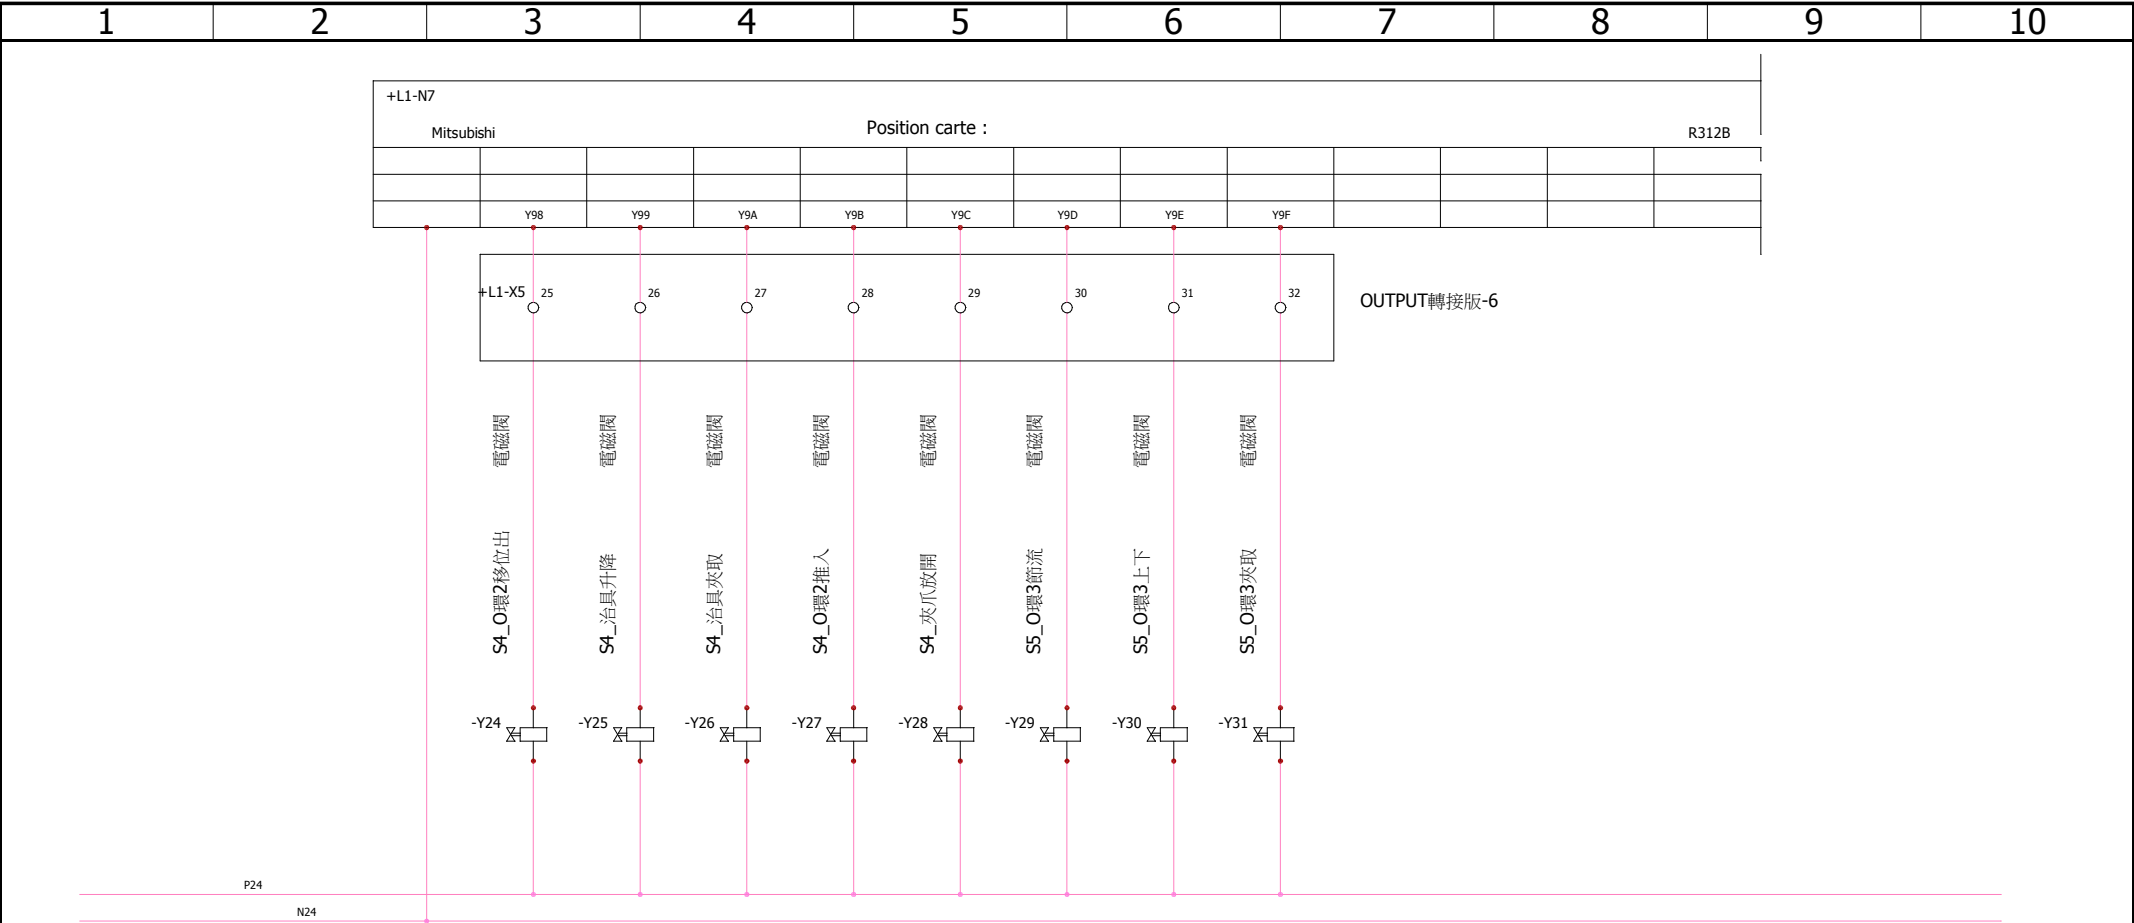 1 2 3 4 5 6 7 8 9 10
+L1-N7
Mitsubishi Position carte : R312B
Y98 Y99 Y9A Y9B Y9C Y9D Y9E Y9F
+L1-X5 25 26 27 28 29 30 31 32
OUTPUT轉接版-6
電磁閥 電磁閥 電磁閥 電磁閥 電磁閥 電磁閥 電磁閥 電磁閥
S4_O環2移位出
S4_治具升降
S4_治具夾取
S4_O環2推入
S4_夾爪放開
S5_O環3節流
S5_O環3上下
S5_O環3夾取
-Y24 -Y25 -Y26 -Y27 -Y28 -Y29 -Y30 -Y31
P24
N24